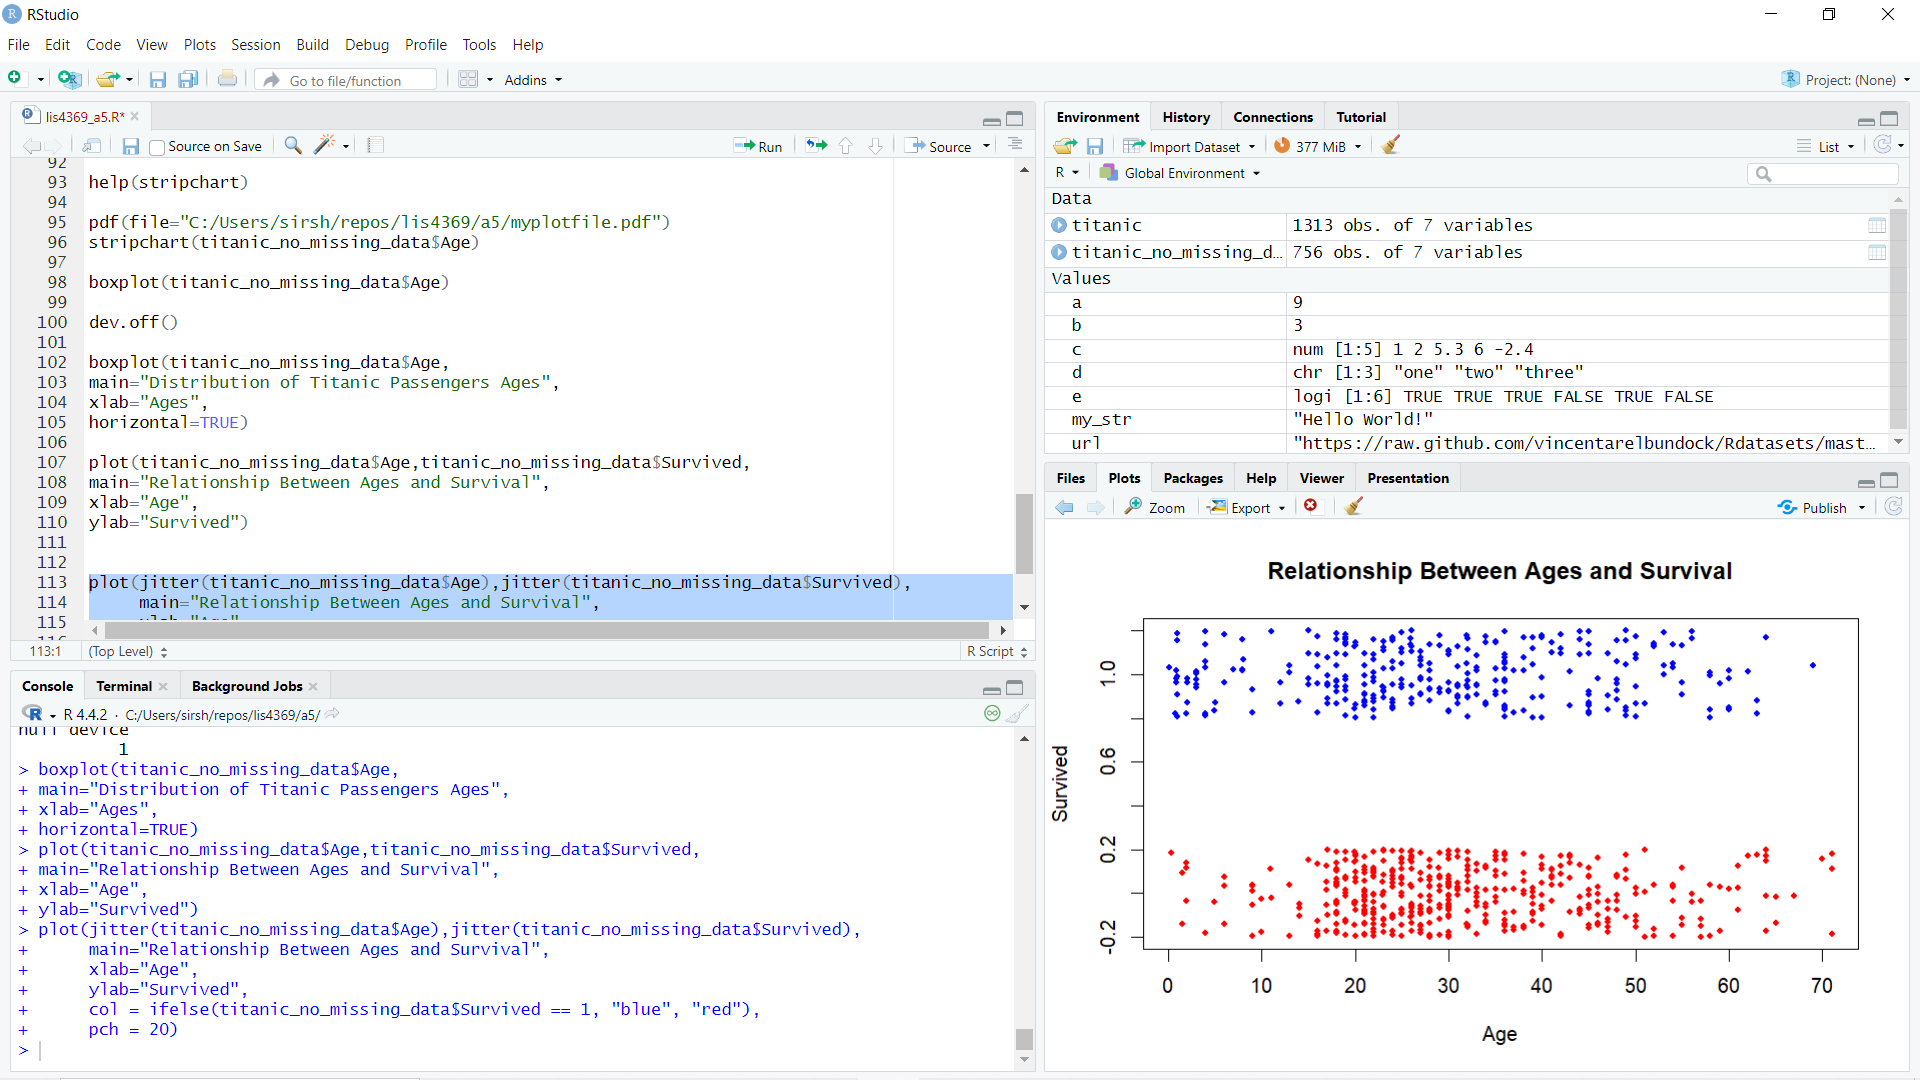 RStudio
File Edit Code View Plots Session Build Debug Profile Tools Help
Go to file/function Addins Project: (None)
lis4369_a5.R*
Source on Save Run Source
92
93 help(stripchart)
94
95 pdf(file="C:/Users/sirsh/repos/lis4369/a5/myplotfile.pdf")
96 stripchart(titanic_no_missing_data$Age)
97
98 boxplot(titanic_no_missing_data$Age)
99
100 dev.off()
101
102 boxplot(titanic_no_missing_data$Age,
103 main="Distribution of Titanic Passengers Ages",
104 xlab="Ages",
105 horizontal=TRUE)
106
107 plot(titanic_no_missing_data$Age,titanic_no_missing_data$Survived,
108 main="Relationship Between Ages and Survival",
109 xlab="Age",
110 ylab="Survived")
111
112
113 plot(jitter(titanic_no_missing_data$Age),jitter(titanic_no_missing_data$Survived),
114 main="Relationship Between Ages and Survival",
115
113:1 (Top Level) R Script
Console Terminal Background Jobs
R 4.4.2 · C:/Users/sirsh/repos/lis4369/a5/
null device
1
> boxplot(titanic_no_missing_data$Age,
+ main="Distribution of Titanic Passengers Ages",
+ xlab="Ages",
+ horizontal=TRUE)
> plot(titanic_no_missing_data$Age,titanic_no_missing_data$Survived,
+ main="Relationship Between Ages and Survival",
+ xlab="Age",
+ ylab="Survived")
> plot(jitter(titanic_no_missing_data$Age),jitter(titanic_no_missing_data$Survived),
+ main="Relationship Between Ages and Survival",
+ xlab="Age",
+ ylab="Survived",
+ col = ifelse(titanic_no_missing_data$Survived == 1, "blue", "red"),
+ pch = 20)
>
Environment History Connections Tutorial
Import Dataset 377 MiB List
R Global Environment
Data
titanic 1313 obs. of 7 variables
titanic_no_missing_d… 756 obs. of 7 variables
Values
a 9
b 3
c num [1:5] 1 2 5.3 6 -2.4
d chr [1:3] "one" "two" "three"
e logi [1:6] TRUE TRUE TRUE FALSE TRUE FALSE
my_str "Hello World!"
url "https://raw.github.com/vincentarelbundock/Rdatasets/mast…
Files Plots Packages Help Viewer Presentation
Zoom Export Publish
Relationship Between Ages and Survival
Survived
1.0
0.6
0.2
-0.2
0 10 20 30 40 50 60 70
Age